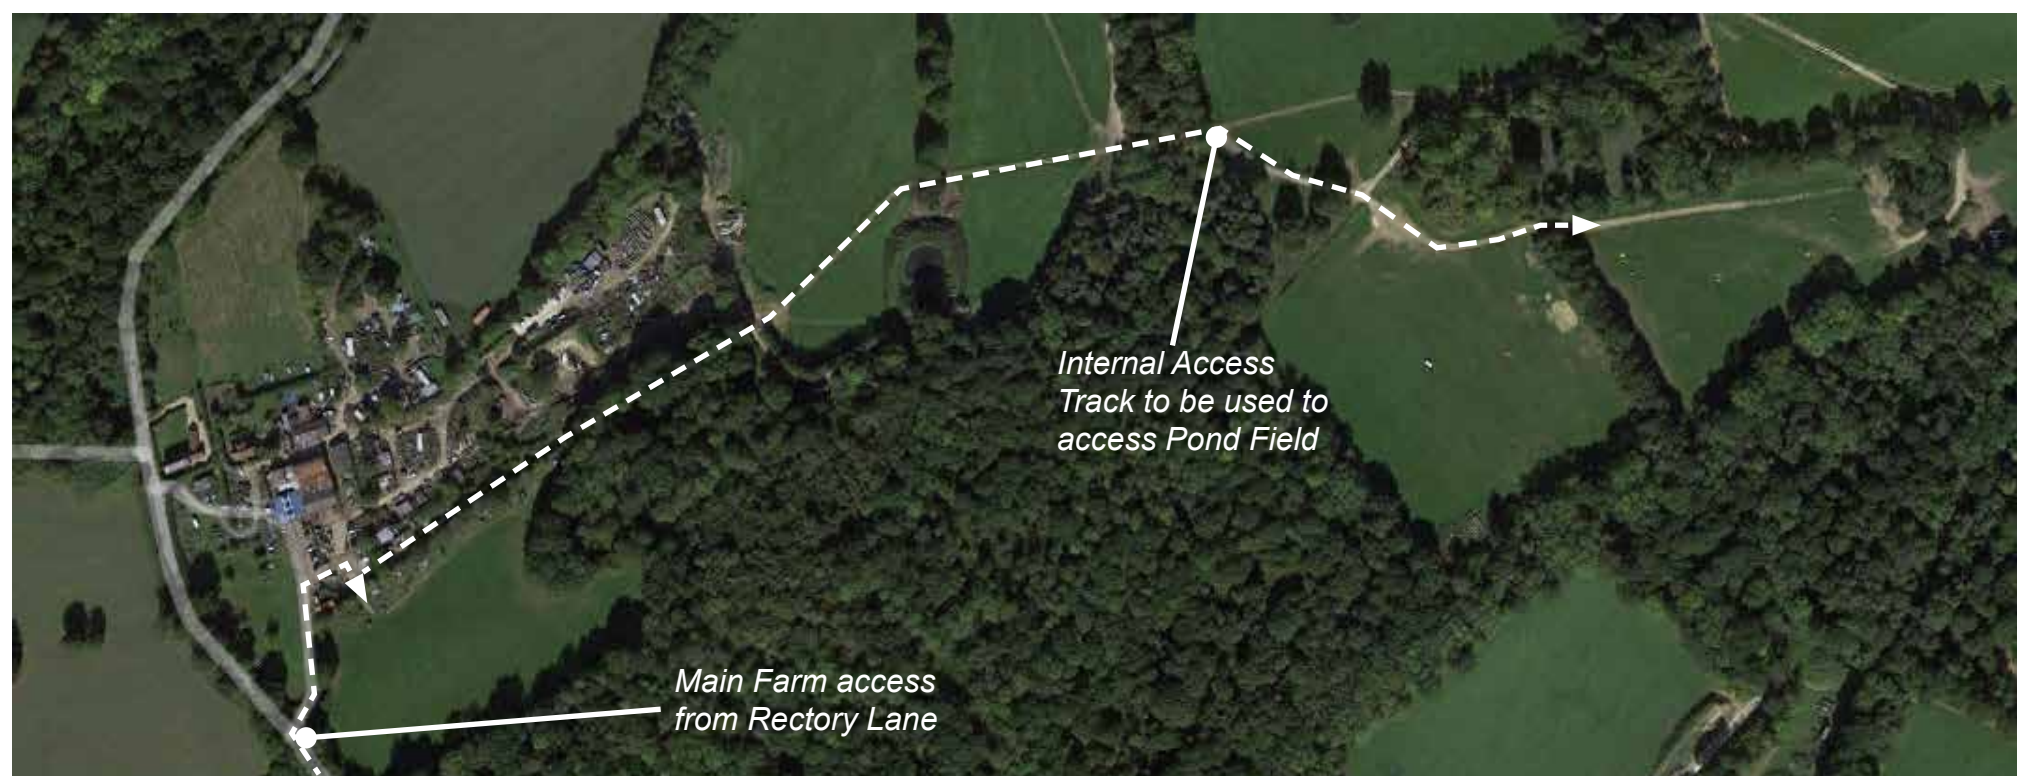 Internal Access
Track to be used to
access Pond Field
Main Farm access
from Rectory Lane